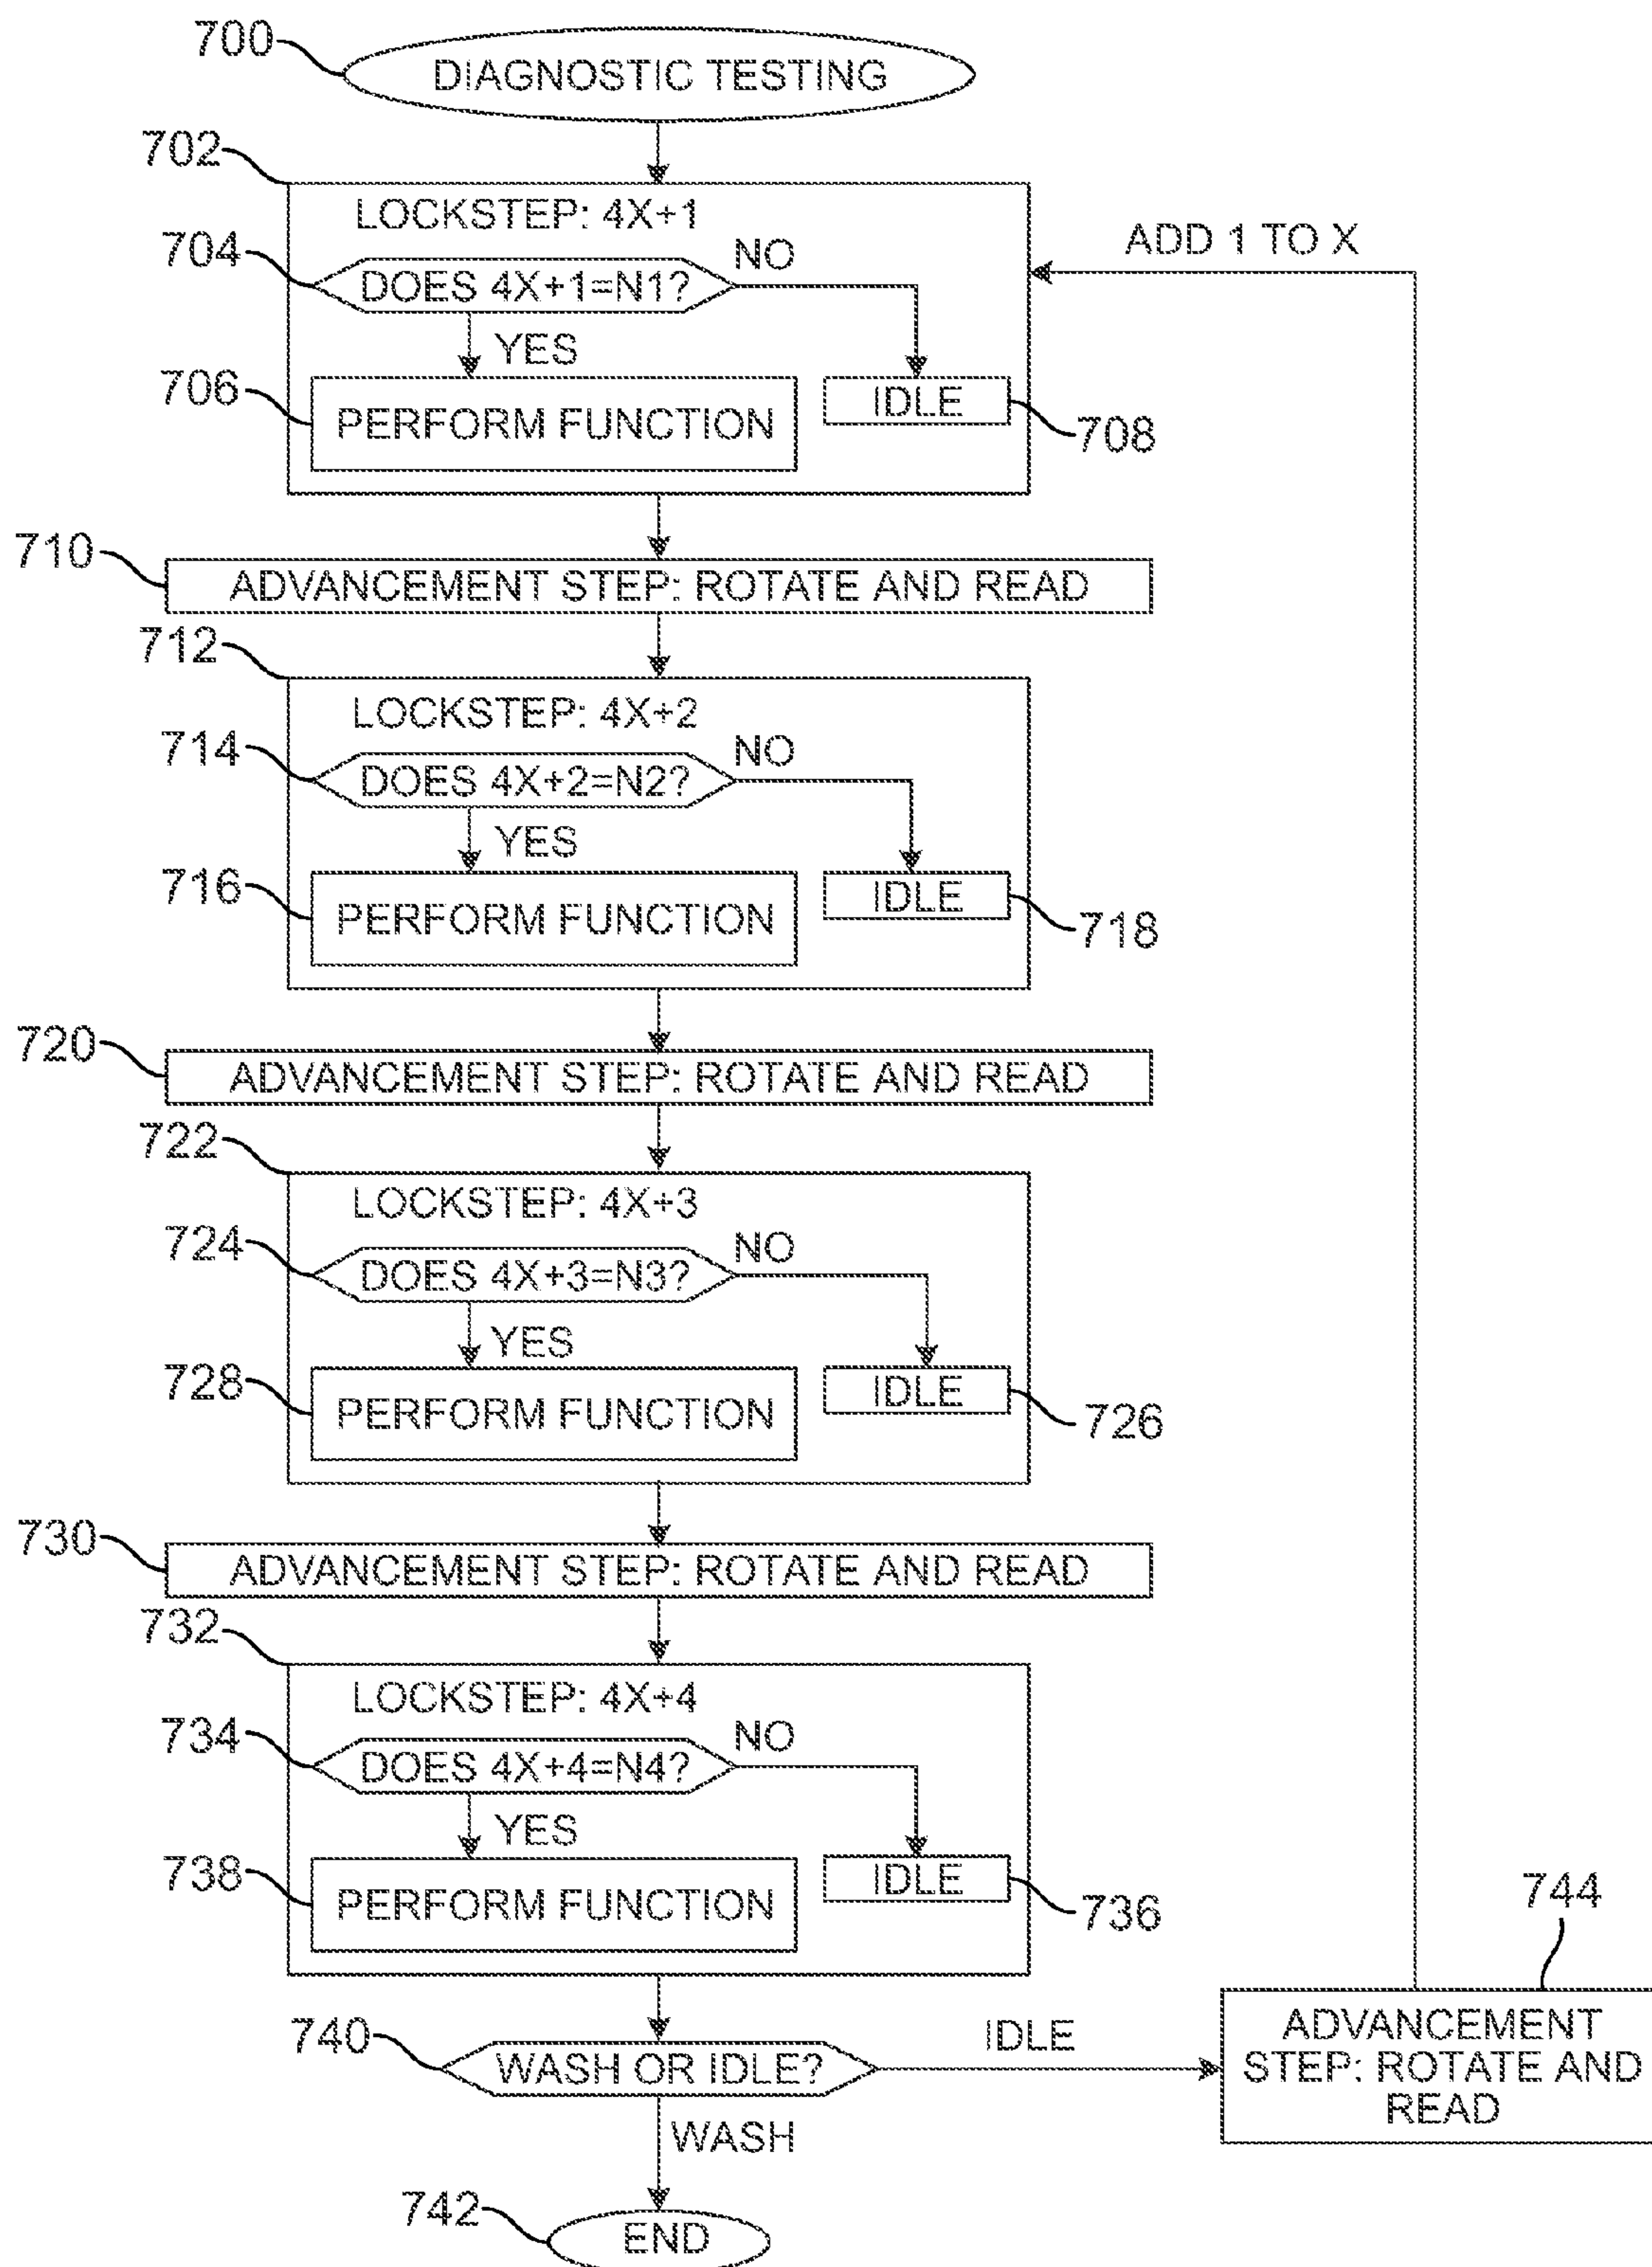 700
DIAGNOSTIC TESTING
702
LOCKSTEP: 4X+1
ADD 1 TO X
704
DOES 4X+1=N1?
NO
YES
706
PERFORM FUNCTION
IDLE
708
710
ADVANCEMENT STEP: ROTATE AND READ
712
LOCKSTEP: 4X+2
714
DOES 4X+2=N2?
NO
YES
716
PERFORM FUNCTION
IDLE
718
720
ADVANCEMENT STEP: ROTATE AND READ
722
LOCKSTEP: 4X+3
724
DOES 4X+3=N3?
NO
YES
728
PERFORM FUNCTION
IDLE
726
730
ADVANCEMENT STEP: ROTATE AND READ
732
LOCKSTEP: 4X+4
734
DOES 4X+4=N4?
NO
YES
738
PERFORM FUNCTION
IDLE
736
744
740
WASH OR IDLE?
IDLE
ADVANCEMENT
STEP: ROTATE AND
READ
WASH
742
END